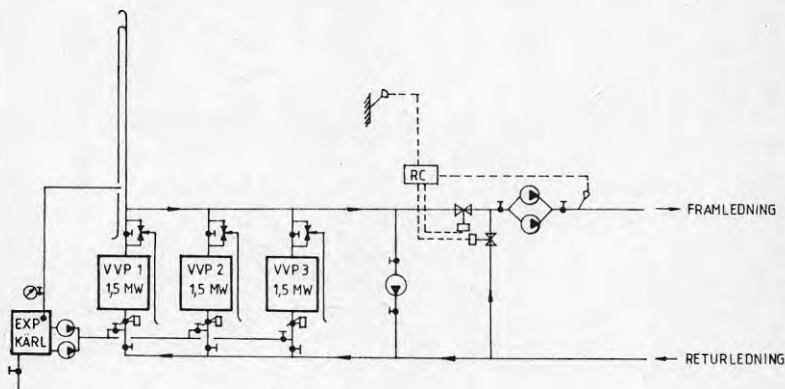 RC
FRAMLEDNING
VVP 1
1,5 MW
VVP 2
1,5 MW
VVP 3
1,5 MW
EXP
KÄRL
RETURLEDNING